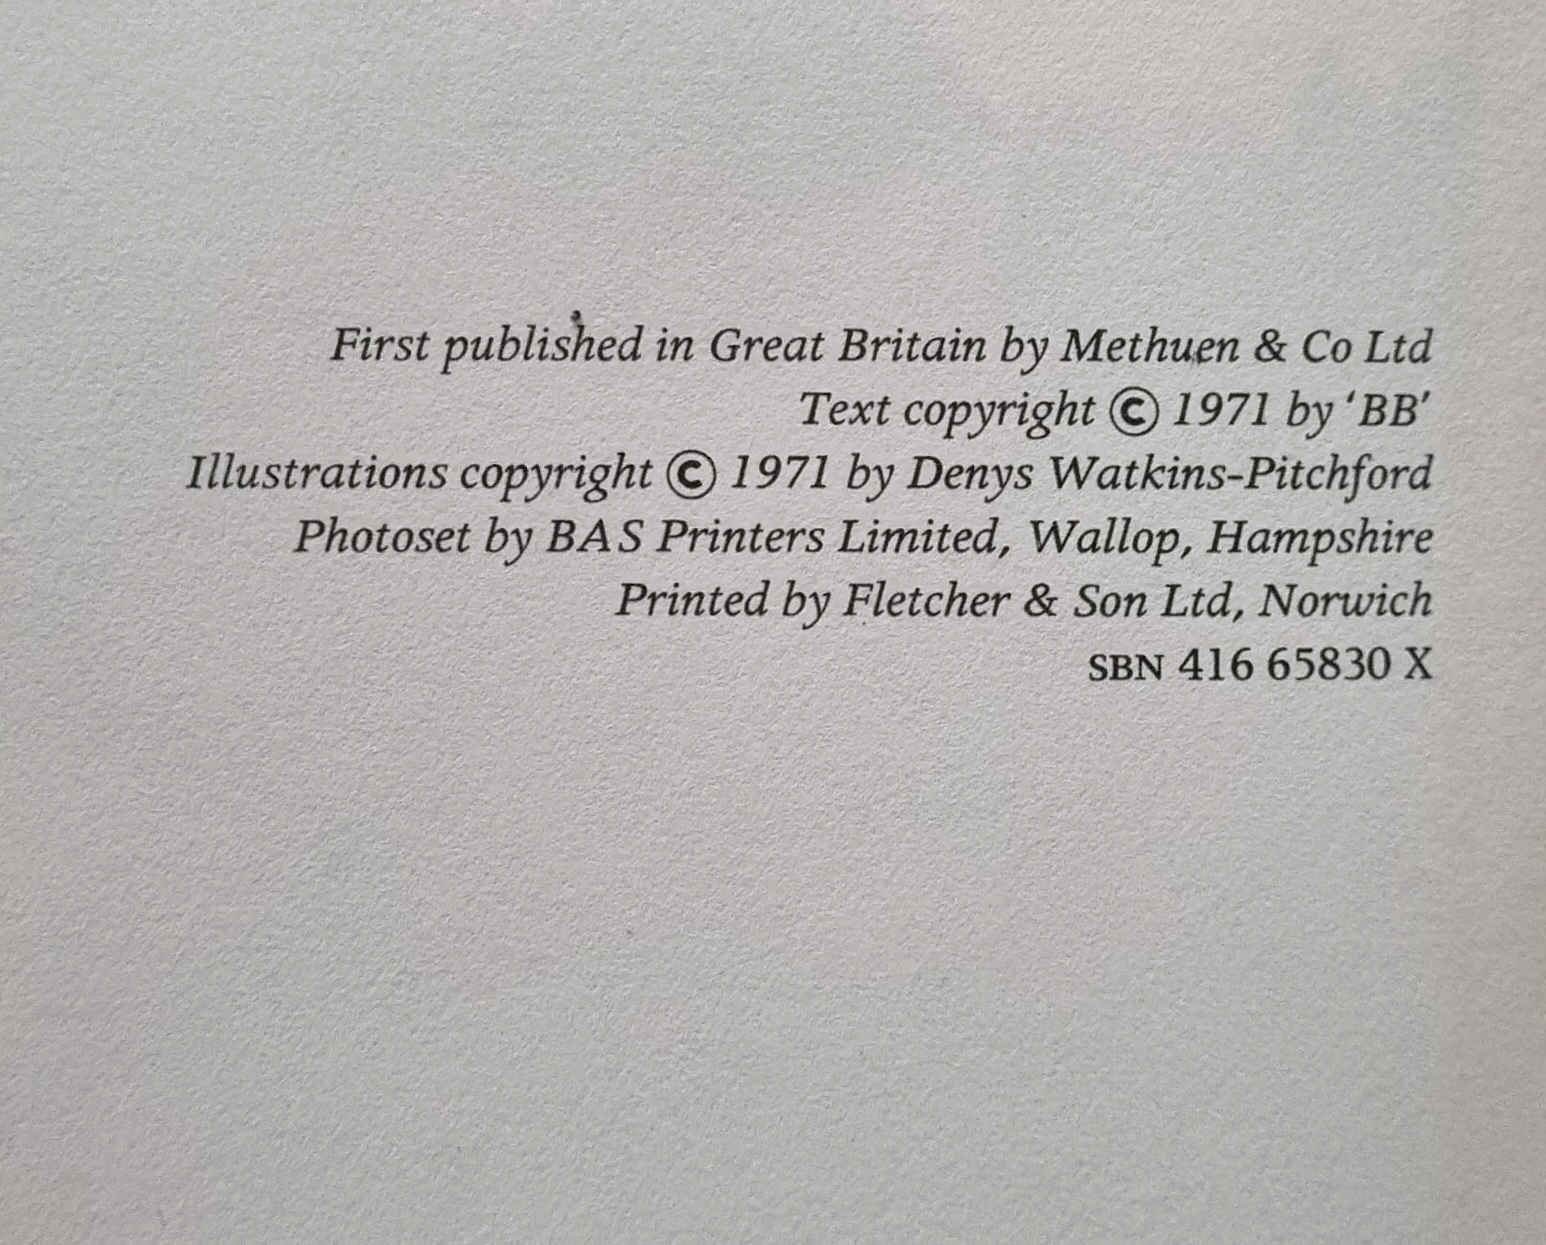 First published in Great Britain by Methuen & Co Ltd
Text copyright © 1971 by ‘BB’
Illustrations copyright © 1971 by Denys Watkins-Pitchford
Photoset by BAS Printers Limited, Wallop, Hampshire
Printed by Fletcher & Son Ltd, Norwich
SBN 416 65830 X